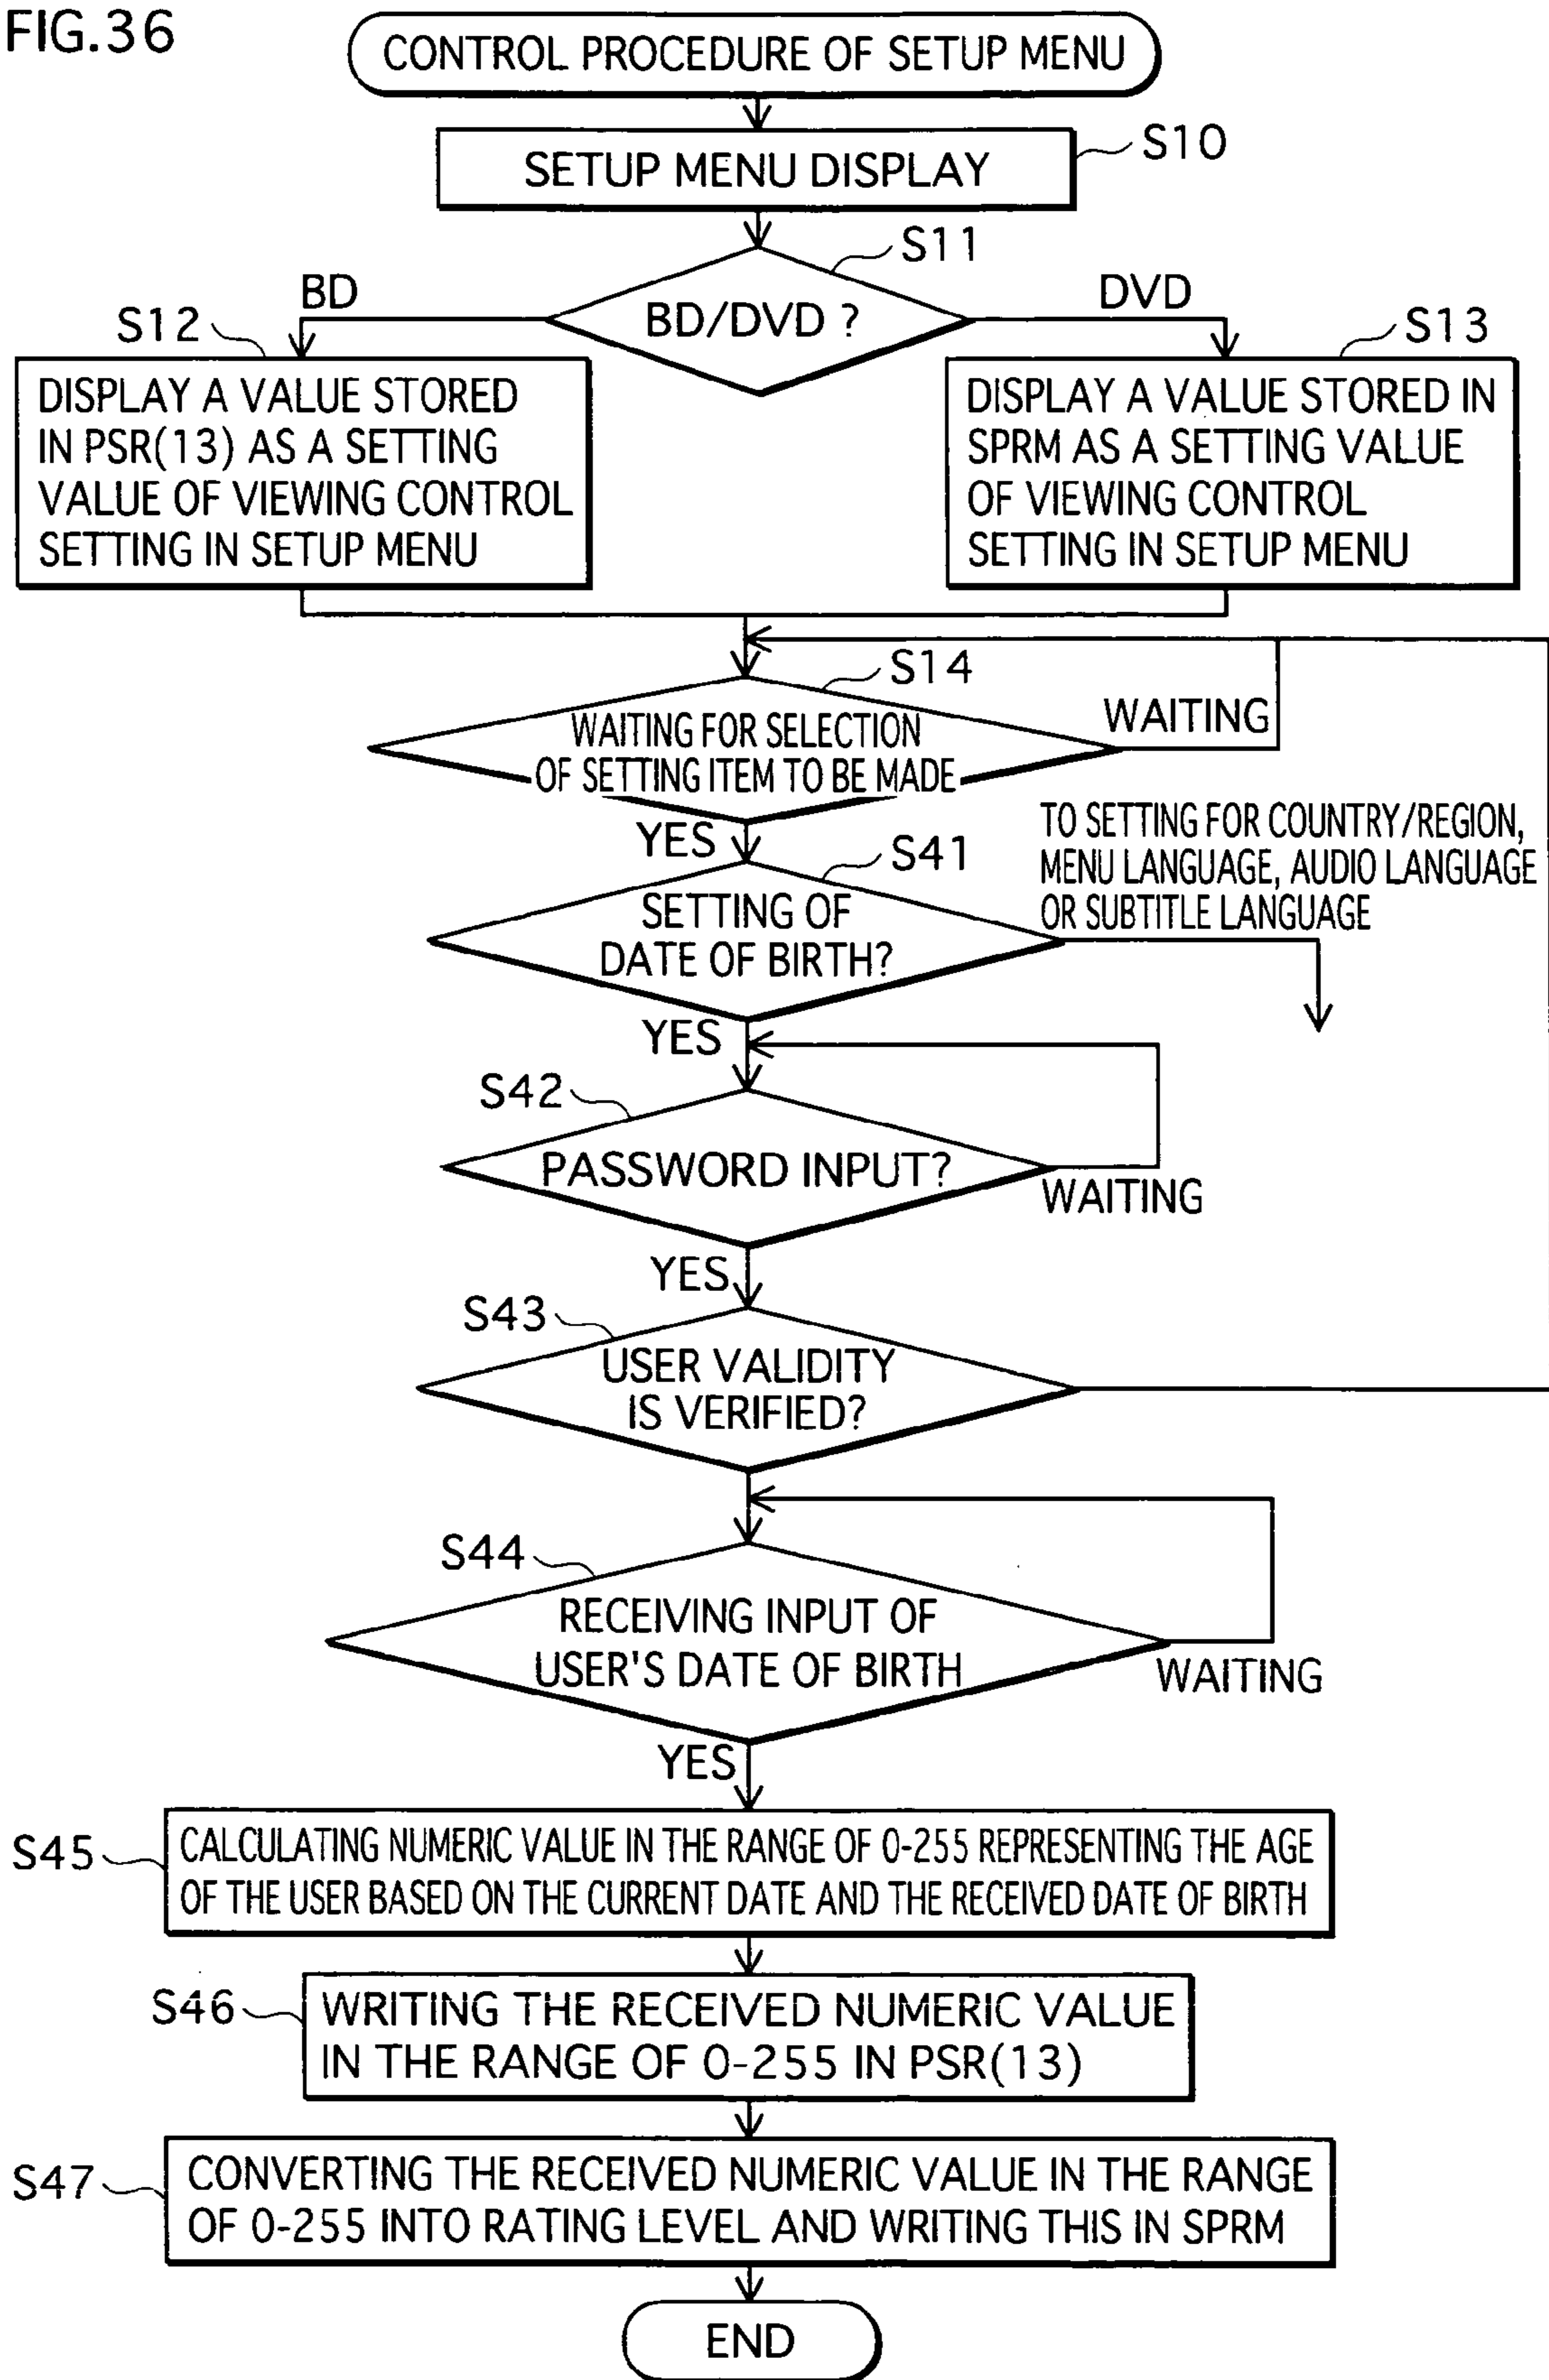 FIG.36
CONTROL PROCEDURE OF SETUP MENU
SETUP MENU DISPLAY
S10
S11
BD/DVD ?
BD
DVD
S12
DISPLAY A VALUE STORED
IN PSR(13) AS A SETTING
VALUE OF VIEWING CONTROL
SETTING IN SETUP MENU
S13
DISPLAY A VALUE STORED IN
SPRM AS A SETTING VALUE
OF VIEWING CONTROL
SETTING IN SETUP MENU
S14
WAITING FOR SELECTION
OF SETTING ITEM TO BE MADE
WAITING
YES
S41
SETTING OF
DATE OF BIRTH?
TO SETTING FOR COUNTRY/REGION,
MENU LANGUAGE, AUDIO LANGUAGE
OR SUBTITLE LANGUAGE
YES
S42
PASSWORD INPUT?
WAITING
YES
S43
USER VALIDITY
IS VERIFIED?
S44
RECEIVING INPUT OF
USER'S DATE OF BIRTH
WAITING
YES
S45
CALCULATING NUMERIC VALUE IN THE RANGE OF 0-255 REPRESENTING THE AGE
OF THE USER BASED ON THE CURRENT DATE AND THE RECEIVED DATE OF BIRTH
S46
WRITING THE RECEIVED NUMERIC VALUE
IN THE RANGE OF 0-255 IN PSR(13)
S47
CONVERTING THE RECEIVED NUMERIC VALUE IN THE RANGE
OF 0-255 INTO RATING LEVEL AND WRITING THIS IN SPRM
END